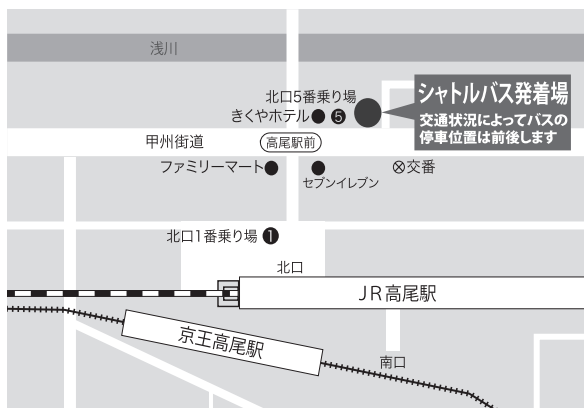 浅川
北口5番乗り場
きくやホテル
5
シャトルバス発着場
交通状況によってバスの
停車位置は前後します
甲州街道
高尾駅前
ファミリーマート
セブンイレブン
交番
北口1番乗り場
1
北口
JR高尾駅
京王高尾駅
南口